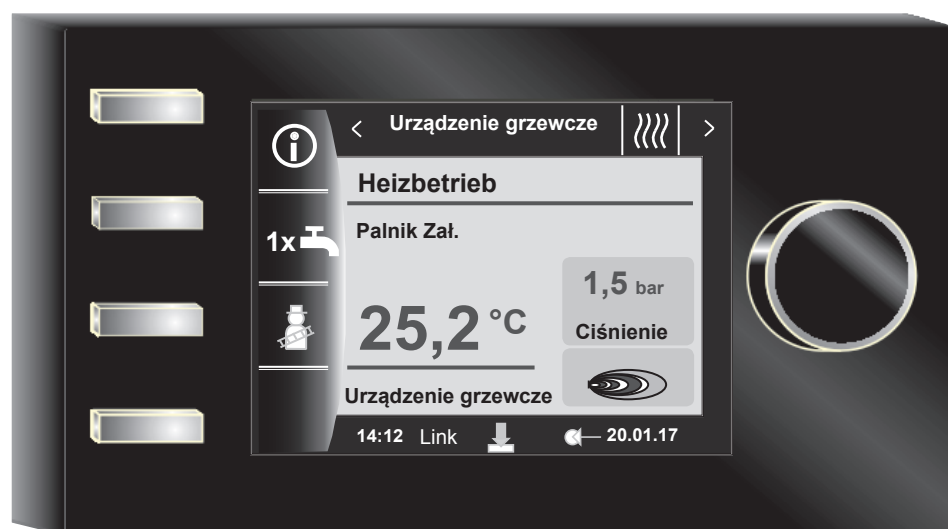 < Urządzenie grzewcze >
Heizbetrieb
1x
Palnik Zał.
1,5 bar
Ciśnienie
25,2 °C
Urządzenie grzewcze
14:12 Link 20.01.17